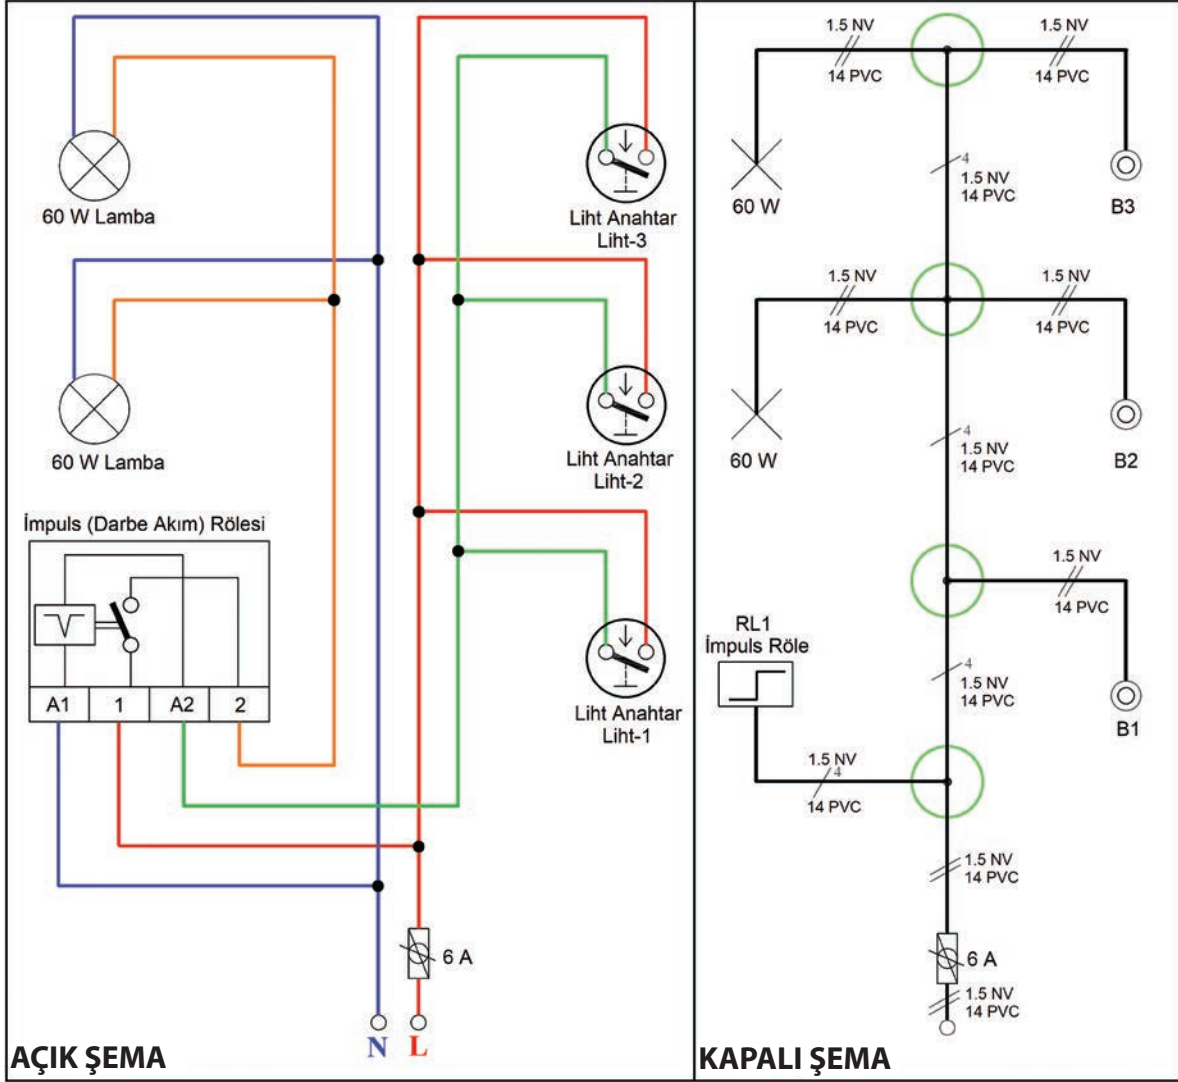 60 W Lamba
60 W Lamba
İmpuls (Darbe Akım) Rölesi
A1 1 A2 2
Liht Anahtar
Liht-3
Liht Anahtar
Liht-2
Liht Anahtar
Liht-1
6 A
N L
AÇIK ŞEMA
1.5 NV
14 PVC
1.5 NV
14 PVC
60 W
B3
4
1.5 NV
14 PVC
1.5 NV
14 PVC
1.5 NV
14 PVC
60 W
B2
4
1.5 NV
14 PVC
1.5 NV
14 PVC
B1
RL1
İmpuls Röle
4
1.5 NV
14 PVC
1.5 NV
4
14 PVC
1.5 NV
14 PVC
6 A
1.5 NV
14 PVC
KAPALI ŞEMA